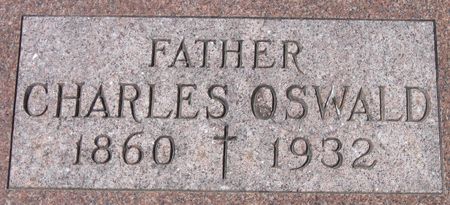 FATHER
CHARLES OSWALD
1860 † 1932